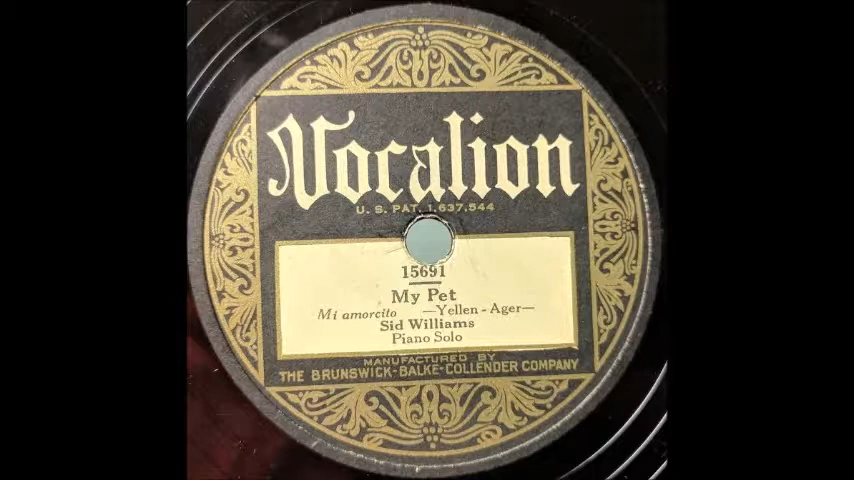 Vocalion
U. S. PAT. 1,637,544
15691
My Pet
Mi amorcito —Yellen - Ager—
Sid Williams
Piano Solo
MANUFACTURED BY
THE BRUNSWICK-BALKE-COLLENDER COMPANY